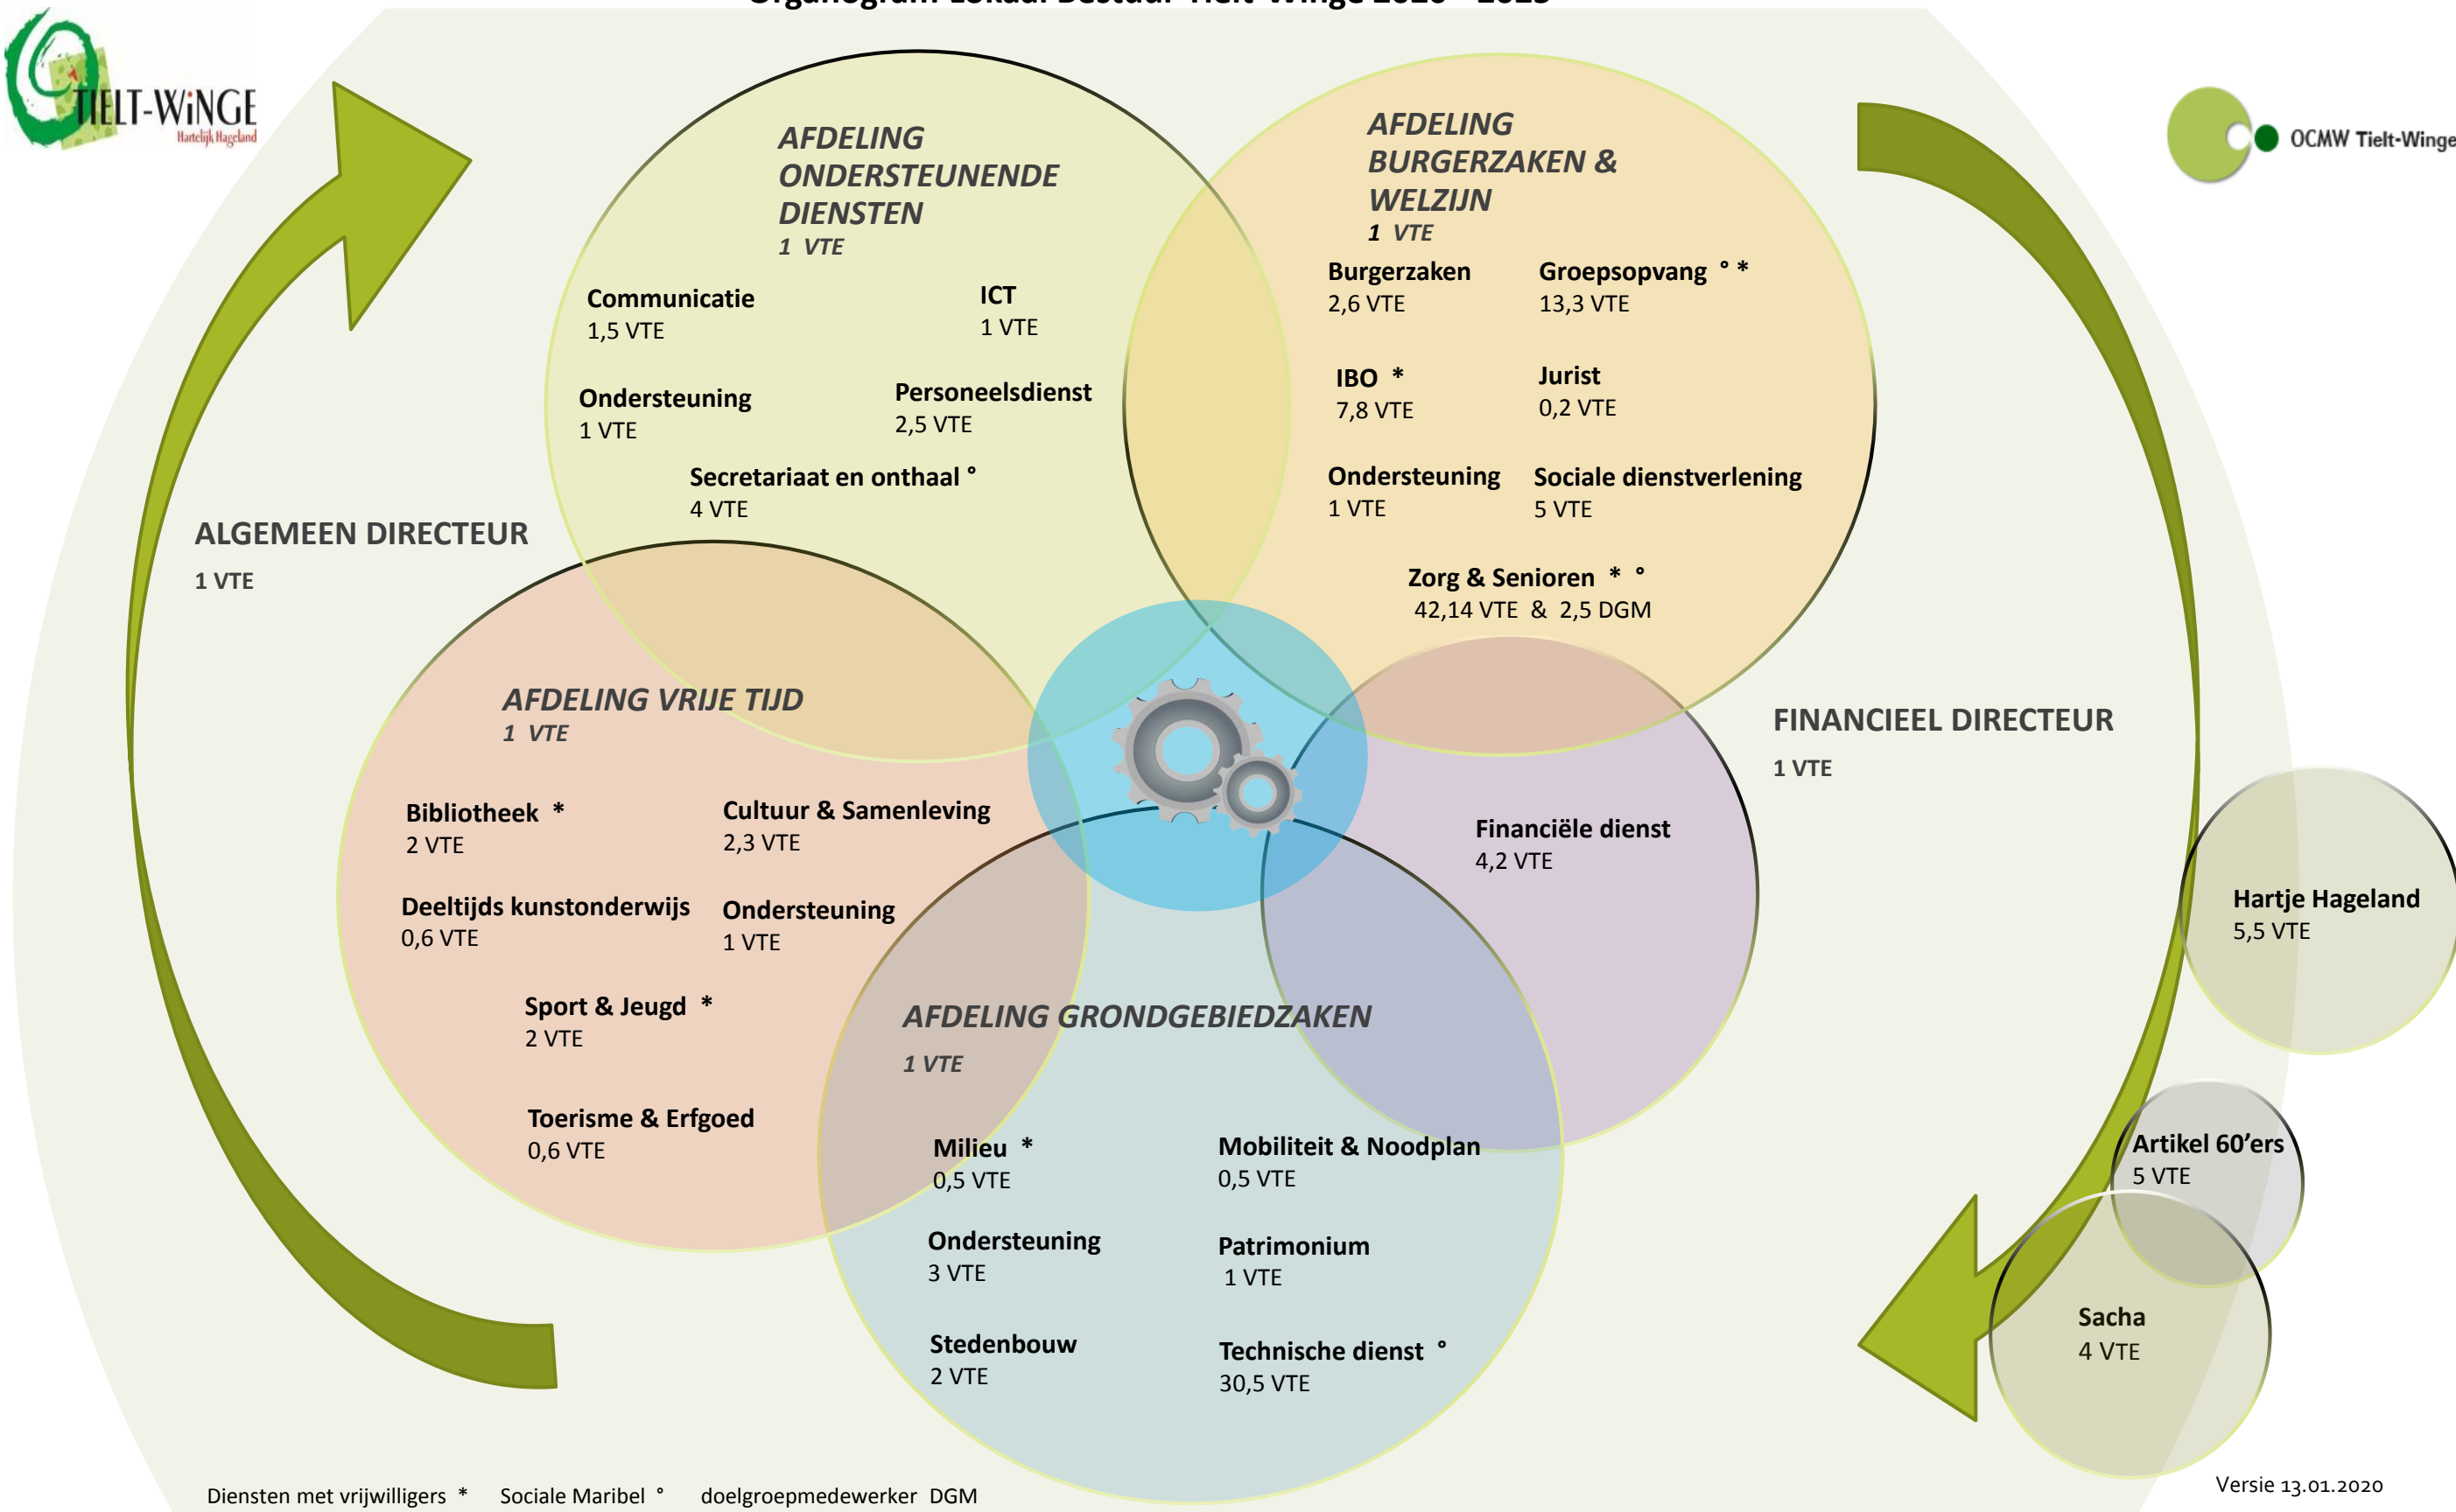 Organogram Lokaal Bestuur Tielt-Winge 2020 - 2025
TIELT-WiNGE
Hartelijk Hageland
OCMW Tielt-Winge
AFDELING
ONDERSTEUNENDE
DIENSTEN
1 VTE
Communicatie
1,5 VTE
ICT
1 VTE
Ondersteuning
1 VTE
Personeelsdienst
2,5 VTE
Secretariaat en onthaal °
4 VTE
AFDELING
BURGERZAKEN &
WELZIJN
1 VTE
Burgerzaken
2,6 VTE
Groepsopvang ° *
13,3 VTE
IBO *
7,8 VTE
Jurist
0,2 VTE
Ondersteuning
1 VTE
Sociale dienstverlening
5 VTE
Zorg & Senioren * °
42,14 VTE & 2,5 DGM
ALGEMEEN DIRECTEUR
1 VTE
FINANCIEEL DIRECTEUR
1 VTE
AFDELING VRIJE TIJD
1 VTE
Bibliotheek *
2 VTE
Cultuur & Samenleving
2,3 VTE
Deeltijds kunstonderwijs
0,6 VTE
Ondersteuning
1 VTE
Sport & Jeugd *
2 VTE
Toerisme & Erfgoed
0,6 VTE
Financiële dienst
4,2 VTE
AFDELING GRONDGEBIEDZAKEN
1 VTE
Milieu *
0,5 VTE
Mobiliteit & Noodplan
0,5 VTE
Ondersteuning
3 VTE
Patrimonium
1 VTE
Stedenbouw
2 VTE
Technische dienst °
30,5 VTE
Hartje Hageland
5,5 VTE
Artikel 60’ers
5 VTE
Sacha
4 VTE
Diensten met vrijwilligers * Sociale Maribel ° doelgroepmedewerker DGM
Versie 13.01.2020